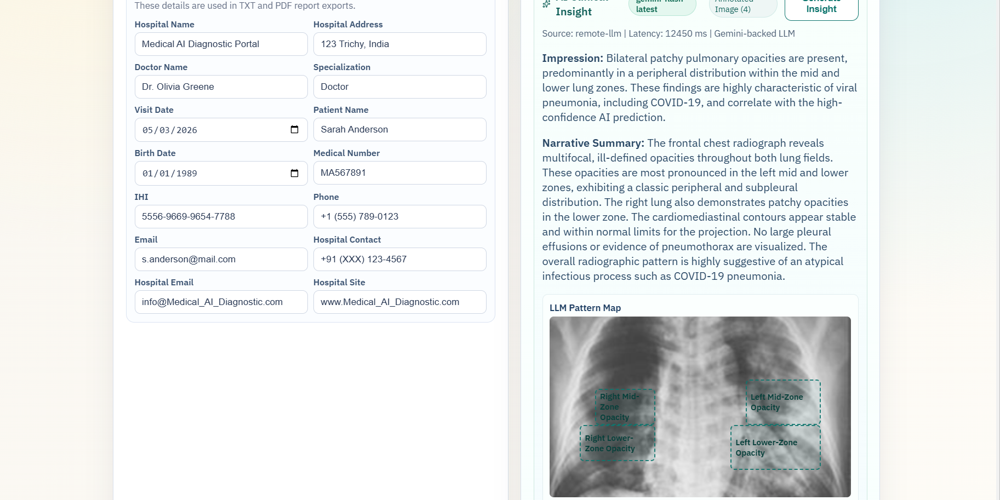 These details are used in TXT and PDF report exports.
Hospital Name
Hospital Address
Medical AI Diagnostic Portal
123 Trichy, India
Doctor Name
Specialization
Dr. Olivia Greene
Doctor
Visit Date
Patient Name
05/03/2026
Sarah Anderson
Birth Date
Medical Number
01/01/1989
MA567891
IHI
Phone
5556-9669-9654-7788
+1 (555) 789-0123
Email
Hospital Contact
s.anderson@mail.com
+91 (XXX) 123-4567
Hospital Email
Hospital Site
info@Medical_AI_Diagnostic.com
www.Medical_AI_Diagnostic.com
Insight
latest
Image (4)
Insight
Source: remote-llm | Latency: 12450 ms | Gemini-backed LLM
Impression: Bilateral patchy pulmonary opacities are present,
predominantly in a peripheral distribution within the mid and
lower lung zones. These findings are highly characteristic of viral
pneumonia, including COVID-19, and correlate with the high-
confidence AI prediction.
Narrative Summary: The frontal chest radiograph reveals
multifocal, ill-defined opacities throughout both lung fields.
These opacities are most pronounced in the left mid and lower
zones, exhibiting a classic peripheral and subpleural
distribution. The right lung also demonstrates patchy opacities
in the lower zone. The cardiomediastinal contours appear stable
and within normal limits for the projection. No large pleural
effusions or evidence of pneumothorax are visualized. The
overall radiographic pattern is highly suggestive of an atypical
infectious process such as COVID-19 pneumonia.
LLM Pattern Map
Right Mid-
Zone
Opacity
Left Mid-Zone
Opacity
Right Lower-
Zone Opacity
Left Lower-Zone
Opacity